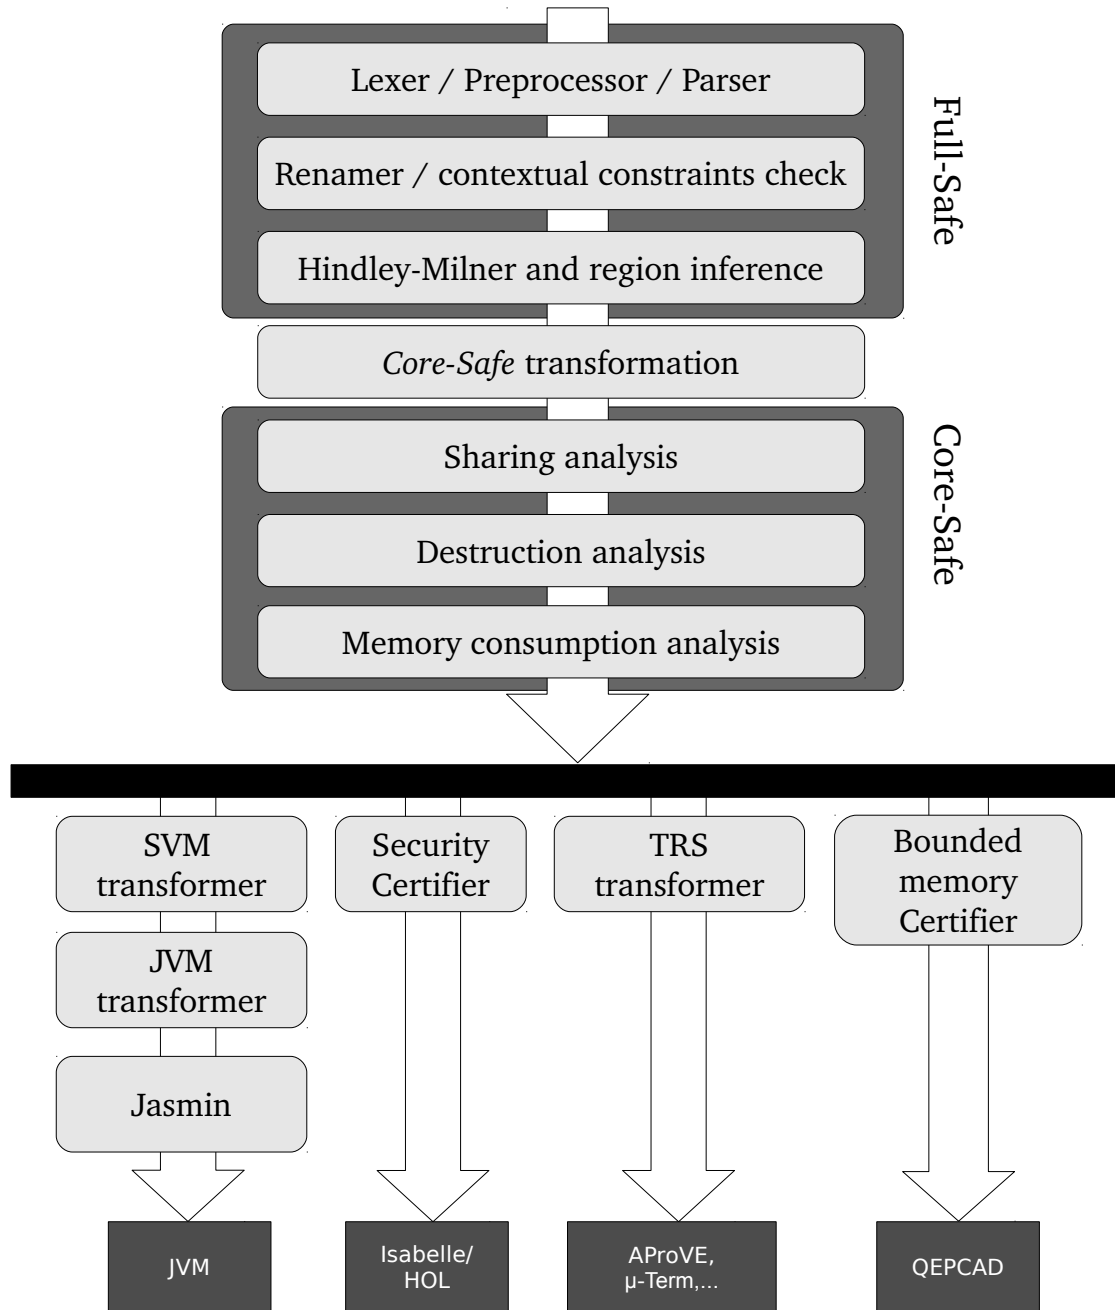 Lexer / Preprocessor / Parser
Renamer / contextual constraints check
Hindley-Milner and region inference
Full-Safe
Core-Safe transformation
Sharing analysis
Destruction analysis
Memory consumption analysis
Core-Safe
SVM
transformer
JVM
transformer
Jasmin
JVM
Security
Certifier
Isabelle/
HOL
TRS
transformer
AProVE,
μ-Term,...
Bounded
memory
Certifier
QEPCAD